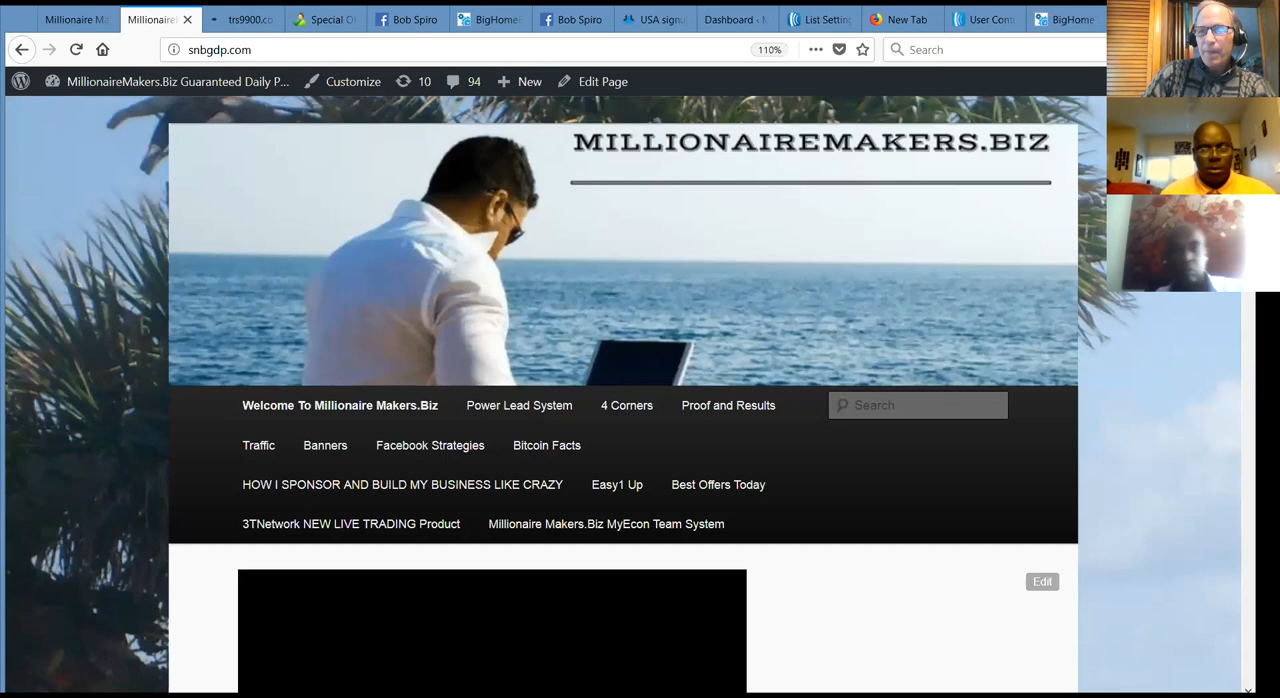 Millionaire Ma
Millionaire
trs9900.co
Special O
Bob Spiro
BigHome
Bob Spiro
USA signu
Dashboard ‹ M
List Setting
New Tab
User Cont
BigHome
snbgdp.com
110%
Search
MillionaireMakers.Biz Guaranteed Daily P...
Customize
10
94
New
Edit Page
MILLIONAIREMAKERS.BIZ
Welcome To Millionaire Makers.Biz
Power Lead System
4 Corners
Proof and Results
Search
Traffic
Banners
Facebook Strategies
Bitcoin Facts
HOW I SPONSOR AND BUILD MY BUSINESS LIKE CRAZY
Easy1 Up
Best Offers Today
3TNetwork NEW LIVE TRADING Product
Millionaire Makers.Biz MyEcon Team System
Edit